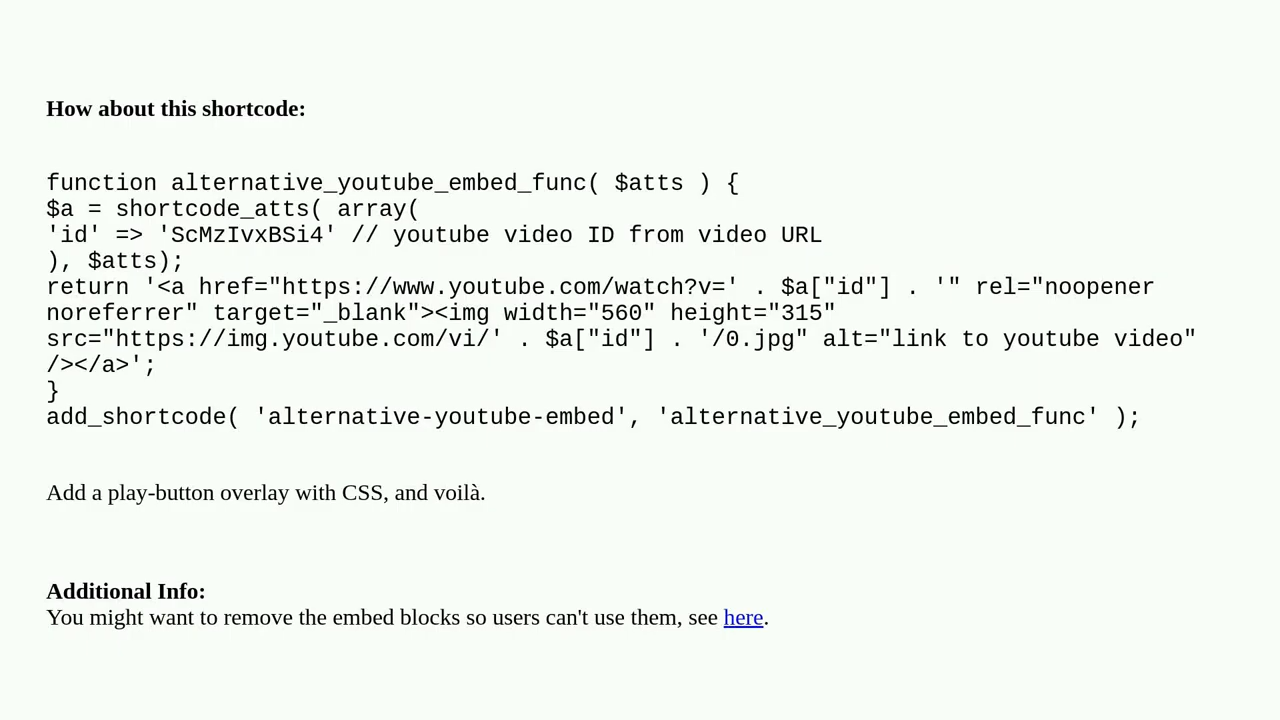 How about this shortcode:
function alternative_youtube_embed_func( $atts ) {
$a = shortcode_atts( array(
'id' => 'ScMzIvxBSi4' // youtube video ID from video URL
), $atts);
return '<a href="https://www.youtube.com/watch?v=' . $a["id"] . '" rel="noopener
noreferrer" target="_blank"><img width="560" height="315"
src="https://img.youtube.com/vi/' . $a["id"] . '/0.jpg" alt="link to youtube video"
/></a>';
}
add_shortcode( 'alternative-youtube-embed', 'alternative_youtube_embed_func' );
Add a play-button overlay with CSS, and voilà.
Additional Info:
You might want to remove the embed blocks so users can't use them, see here.